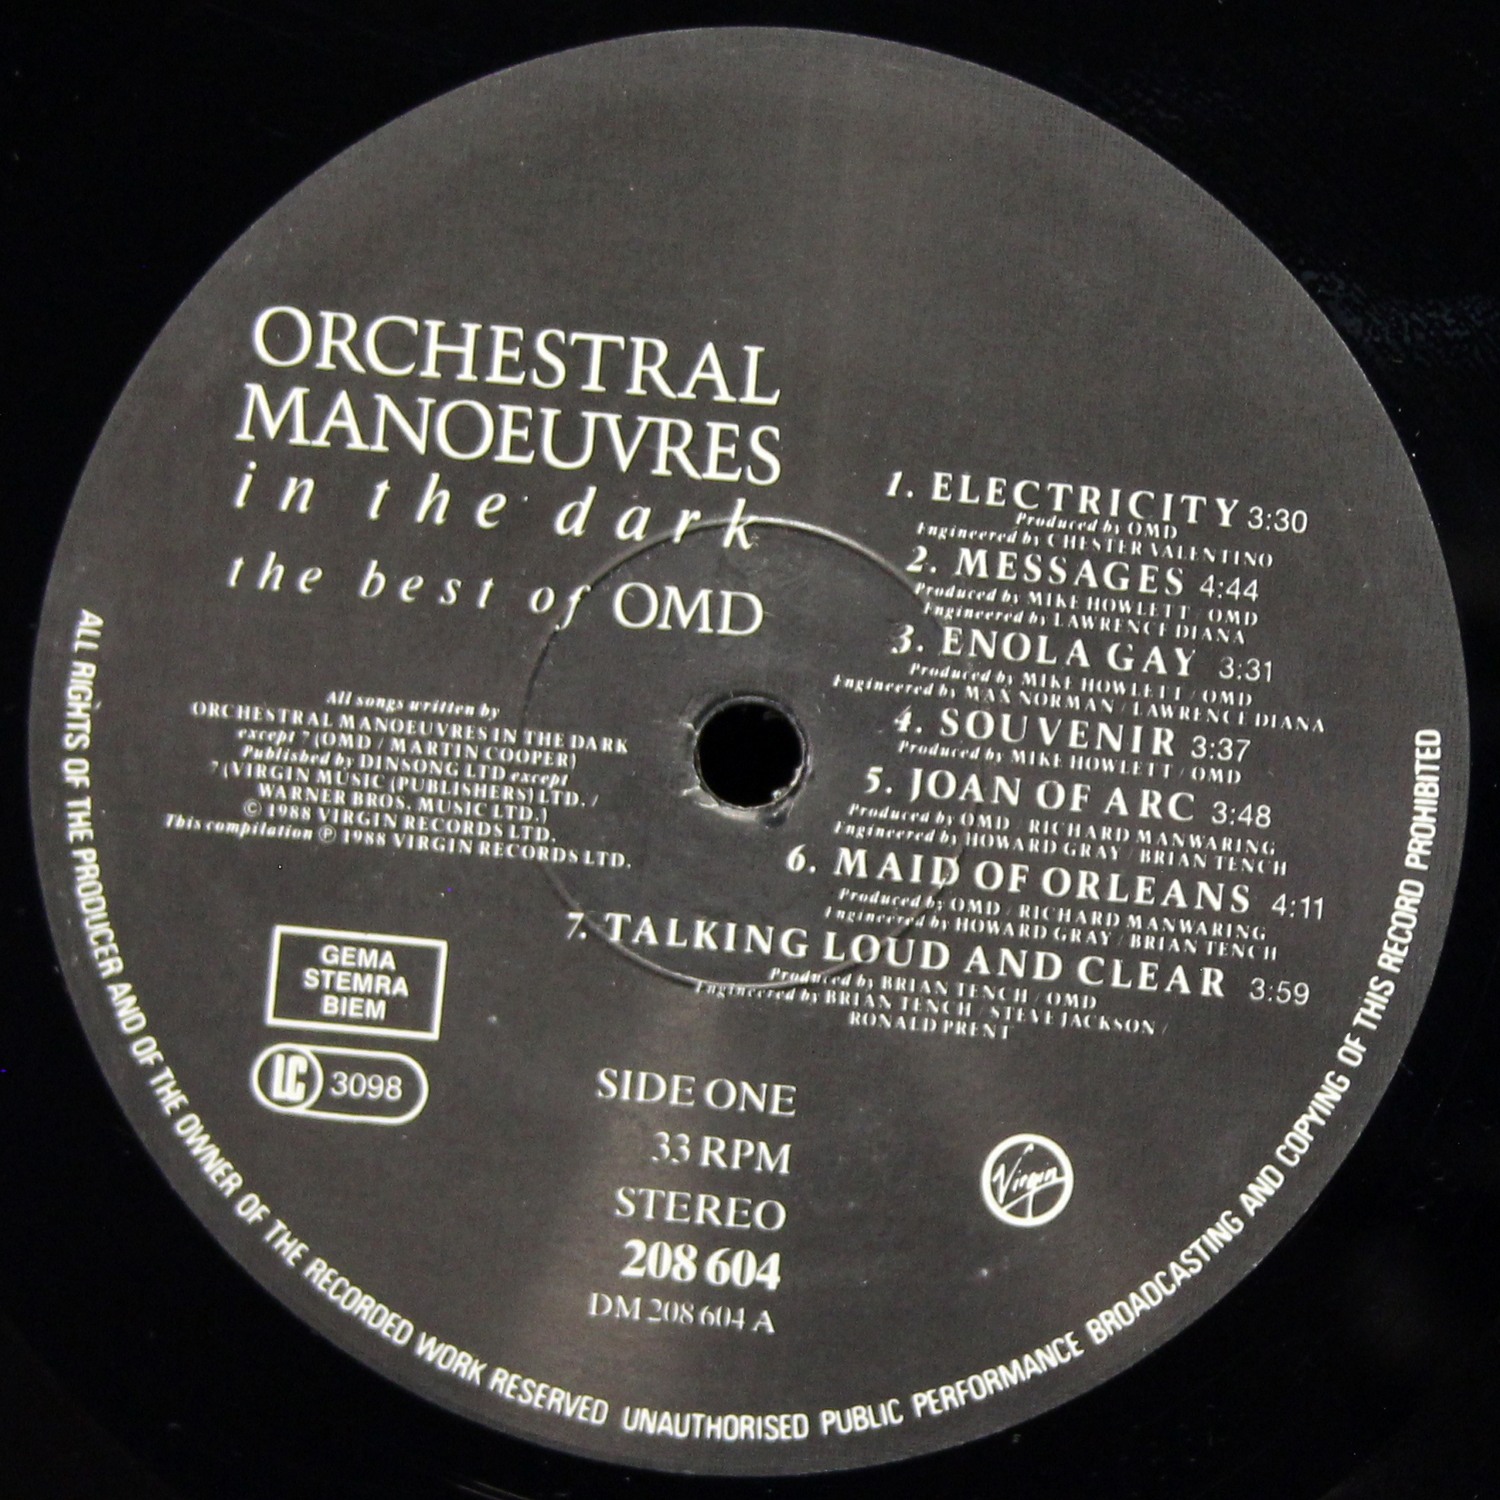 ORCHESTRAL
MANOEUVRES
in the dark
the best of OMD
All songs written by
ORCHESTRAL MANOEUVRES IN THE DARK
except 7 (OMD / MARTIN COOPER)
Published by DINSONG LTD except
7 (VIRGIN MUSIC (PUBLISHERS) LTD. /
WARNER BROS. MUSIC LTD.)
© 1988 VIRGIN RECORDS LTD.
This compilation ℗ 1988 VIRGIN RECORDS LTD.
1. ELECTRICITY 3:30
Produced by OMD
Engineered by CHESTER VALENTINO
2. MESSAGES 4:44
Produced by MIKE HOWLETT / OMD
Engineered by LAWRENCE DIANA
3. ENOLA GAY 3:31
Produced by MIKE HOWLETT / OMD
Engineered by MAX NORMAN / LAWRENCE DIANA
4. SOUVENIR 3:37
Produced by MIKE HOWLETT / OMD
5. JOAN OF ARC 3:48
Produced by OMD / RICHARD MANWARING
Engineered by HOWARD GRAY / BRIAN TENCH
6. MAID OF ORLEANS 4:11
Produced by OMD / RICHARD MANWARING
Engineered by HOWARD GRAY / BRIAN TENCH
7. TALKING LOUD AND CLEAR 3:59
Produced by BRIAN TENCH / OMD
Engineered by BRIAN TENCH / STEVE JACKSON /
RONALD PRENT
GEMA
STEMRA
BIEM
LC 3098
SIDE ONE
33 RPM
STEREO
208 604
DM 208 604 A
Virgin
ALL RIGHTS OF THE PRODUCER AND OF THE OWNER OF THE RECORDED WORK RESERVED UNAUTHORISED PUBLIC PERFORMANCE BROADCASTING AND COPYING OF THIS RECORD PROHIBITED